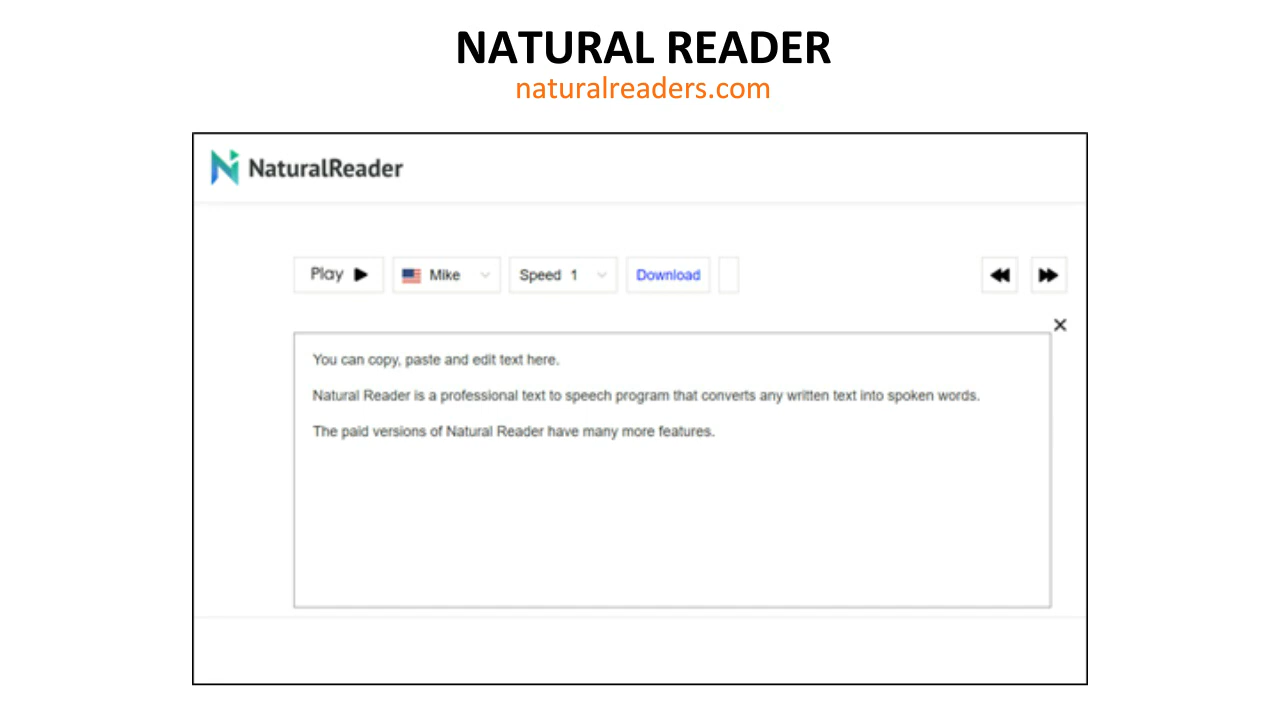 NATURAL READER
naturalreaders.com
NaturalReader
Play Mike Speed 1 Download
You can copy, paste and edit text here.
Natural Reader is a professional text to speech program that converts any written text into spoken words.
The paid versions of Natural Reader have many more features.